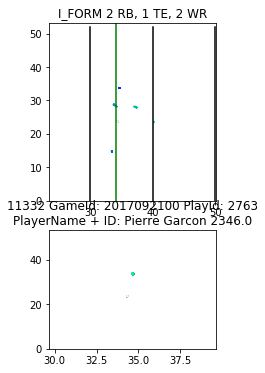 I_FORM 2 RB, 1 TE, 2 WR
50
40
30
20
10
0
30 40 50
11332 GameId: 2017092100 PlayId: 2763
PlayerName + ID: Pierre Garcon 2346.0
40
20
0
30.0 32.5 35.0 37.5